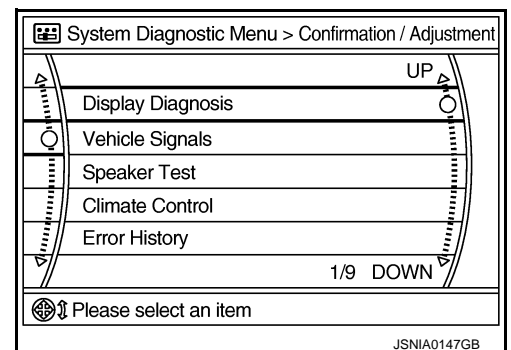 System Diagnostic Menu > Confirmation / Adjustment
UP
Display Diagnosis
Vehicle Signals
Speaker Test
Climate Control
Error History
1/9 DOWN
Please select an item
JSNIA0147GB